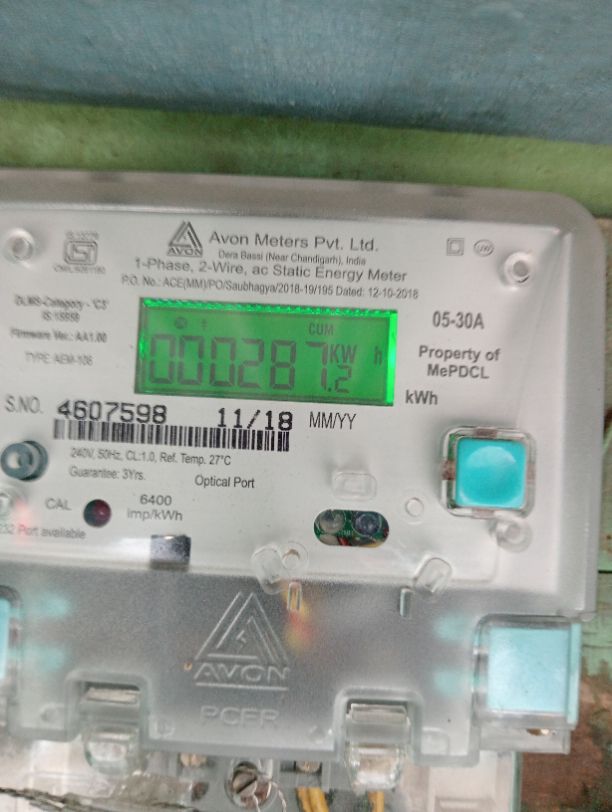 AVON
Avon Meters Pvt. Ltd.
Dera Bassi (Near Chandigarh), India
1-Phase, 2-Wire, ac Static Energy Meter
P.O. No.: ACE(MM)/PO/Saubhagya/2018-19/195 Dated: 12-10-2018
DLMS-Category - 'C3'
IS:15959
Firmware Ver.: AA1.00
TYPE: AEM-106
CUM
000287.2 KW h
05-30A
Property of
MePDCL
kWh
S.NO. 4607598 11/18 MM/YY
240V, 50Hz, CL:1.0, Ref. Temp. 27°C
Guarantee: 3Yrs.
Optical Port
CAL
6400
imp/kWh
Port available
AVON